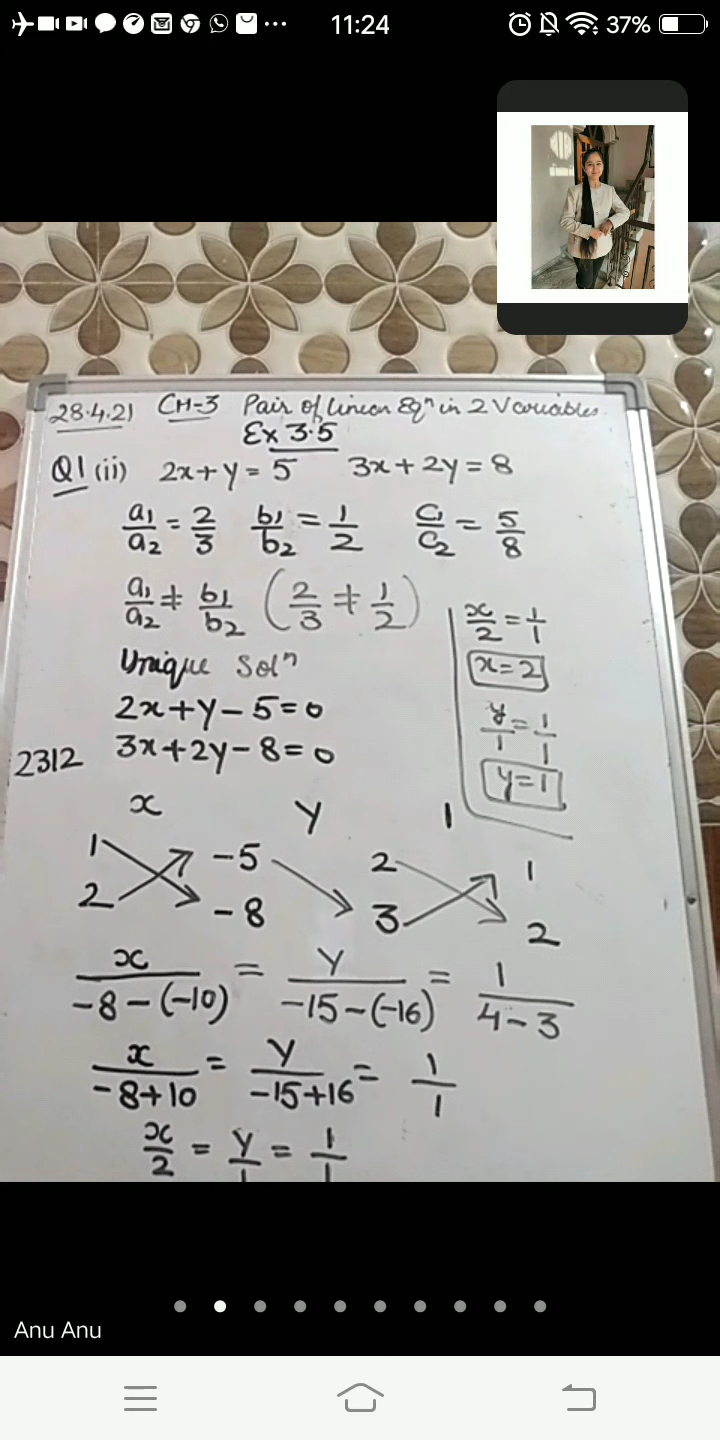 11:24
37%
28.4.21 CH-3 Pair of linear Eqⁿ in 2 Variables.
Ex 3.5
Q1 (ii) 2x+y=5 3x+2y=8
a₁/a₂ = 2/3 b₁/b₂ = 1/2 c₁/c₂ = 5/8
a₁/a₂ ≠ b₁/b₂ (2/3 ≠ 1/2)
Unique Solⁿ
2x+y-5=0
2312 3x+2y-8=0
x/2 = 1/1
x=2
y/1 = 1/1
y=1
x y 1
1 -5 2 1
2 -8 3 2
x/-8-(-10) = y/-15-(-16) = 1/4-3
x/-8+10 = y/-15+16 = 1/1
x/2 = y/1 = 1/1
Anu Anu